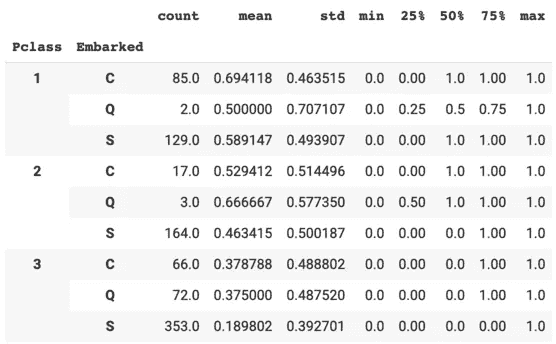 count mean std min 25% 50% 75% max
Pclass Embarked
1 C 85.0 0.694118 0.463515 0.0 0.00 1.0 1.00 1.0
Q 2.0 0.500000 0.707107 0.0 0.25 0.5 0.75 1.0
S 129.0 0.589147 0.493907 0.0 0.00 1.0 1.00 1.0
2 C 17.0 0.529412 0.514496 0.0 0.00 1.0 1.00 1.0
Q 3.0 0.666667 0.577350 0.0 0.50 1.0 1.00 1.0
S 164.0 0.463415 0.500187 0.0 0.00 0.0 1.00 1.0
3 C 66.0 0.378788 0.488802 0.0 0.00 0.0 1.00 1.0
Q 72.0 0.375000 0.487520 0.0 0.00 0.0 1.00 1.0
S 353.0 0.189802 0.392701 0.0 0.00 0.0 0.00 1.0